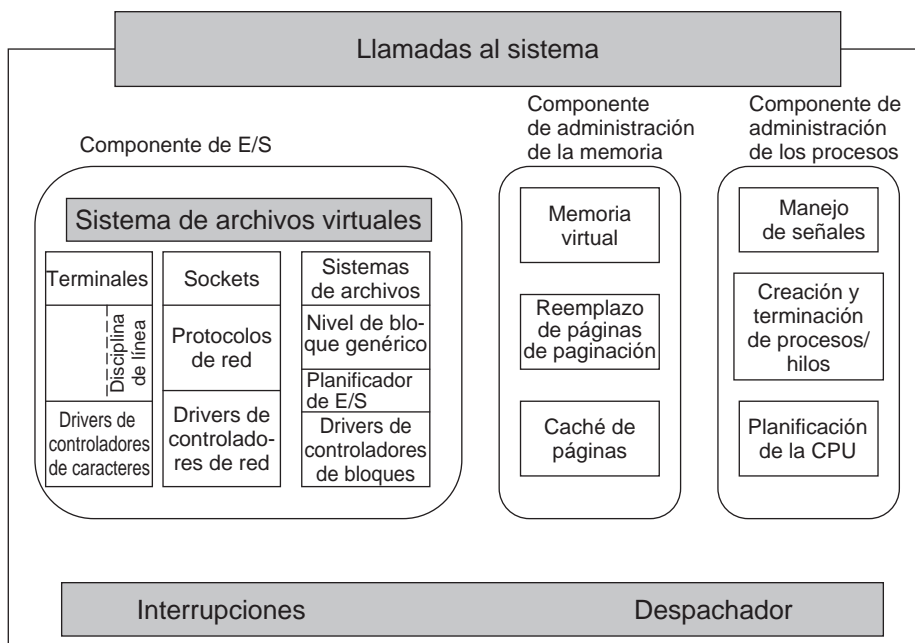 Llamadas al sistema
Componente de E/S
Sistema de archivos virtuales
Terminales
Disciplina
de línea
Drivers de
controladores
de caracteres
Sockets
Protocolos
de red
Drivers de
controlado-
res de red
Sistemas
de archivos
Nivel de blo-
que genérico
Planificador
de E/S
Drivers de
controladores
de bloques
Componente
de administración
de la memoria
Memoria
virtual
Reemplazo
de páginas
de paginación
Caché de
páginas
Componente de
administración
de los procesos
Manejo
de señales
Creación y
terminación
de procesos/
hilos
Planificación
de la CPU
Interrupciones
Despachador